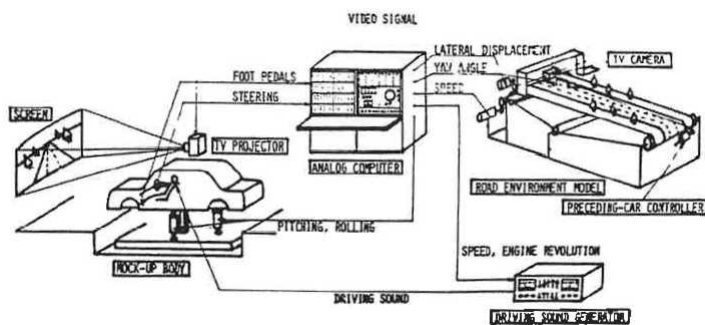 VIDEO SIGNAL
LATERAL DISPLACEMENT
TV CAMERA
YAW ANGLE
FOOT PEDALS
STEERING
SPEED
SCREEN
TV PROJECTOR
ANALOG COMPUTER
ROAD ENVIRONMENT MODEL
PRECEDING-CAR CONTROLLER
PITCHING, ROLLING
SPEED, ENGINE REVOLUTION
MOCK-UP BODY
DRIVING SOUND
DRIVING SOUND GENERATOR